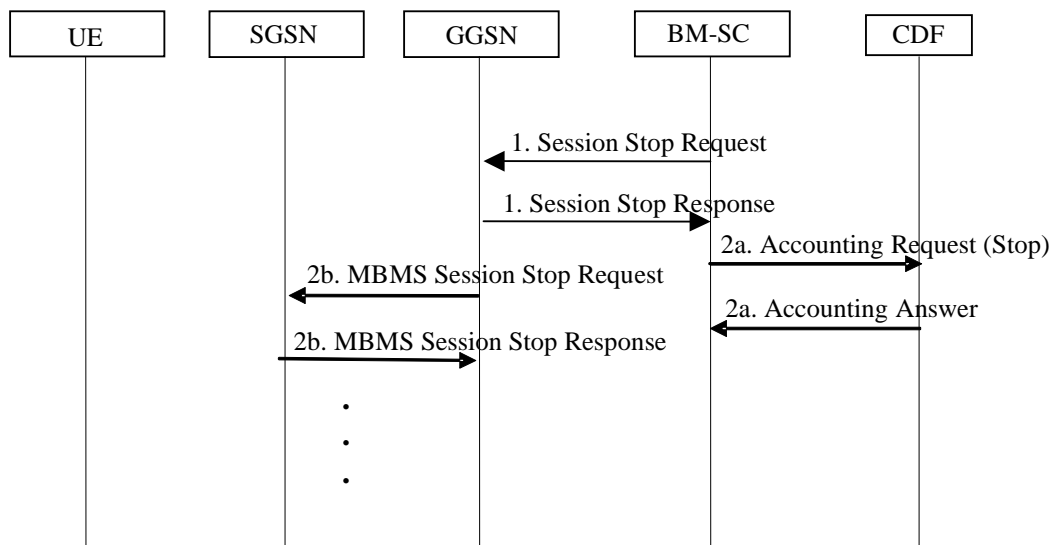 UE
SGSN
GGSN
BM-SC
CDF
1. Session Stop Request
1. Session Stop Response
2a. Accounting Request (Stop)
2b. MBMS Session Stop Request
2a. Accounting Answer
2b. MBMS Session Stop Response